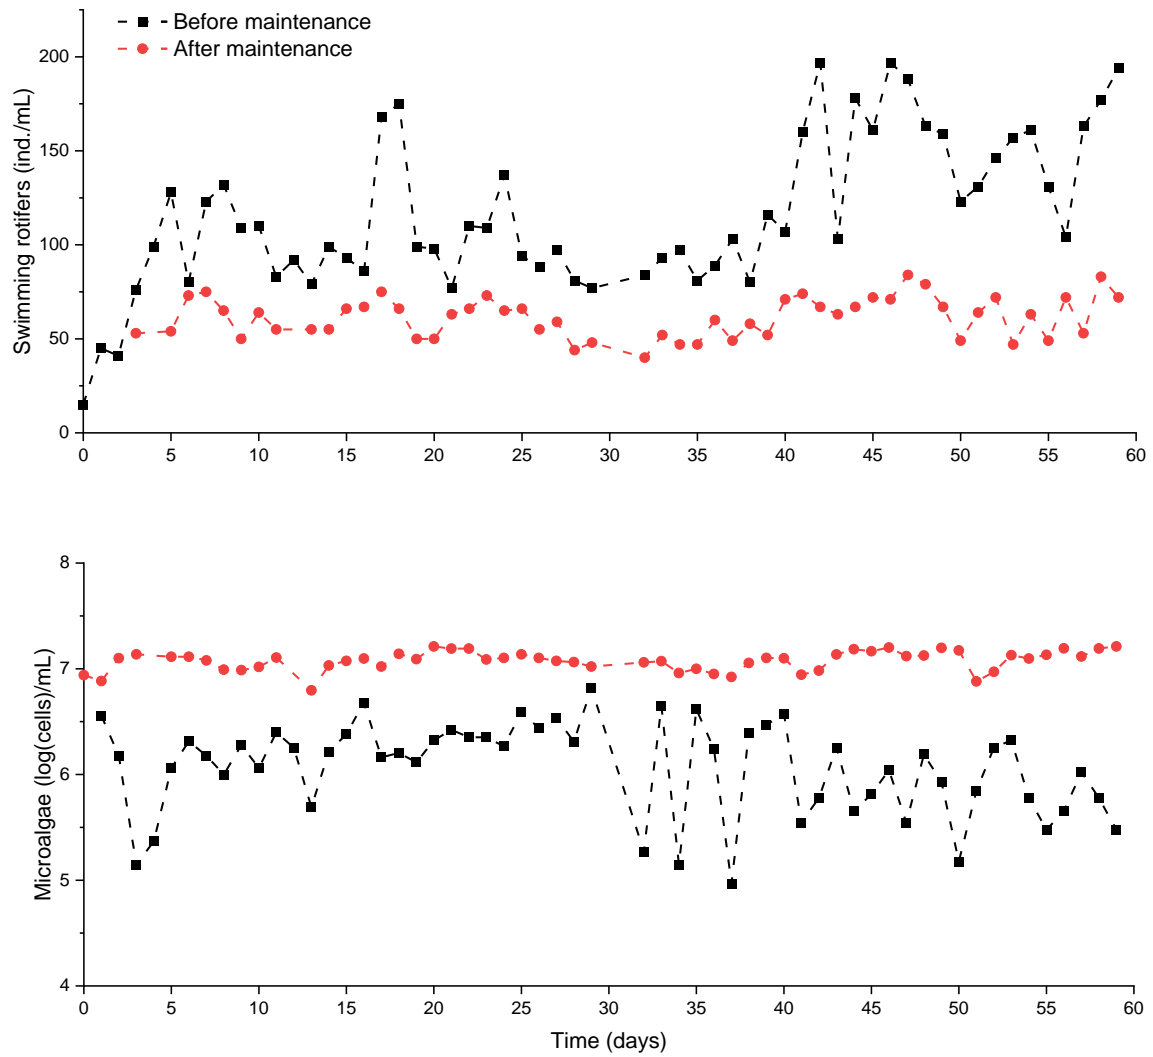 Before maintenance
After maintenance
Swimming rotifers (ind./mL)
200
150
100
50
0
0 5 10 15 20 25 30 35 40 45 50 55 60
Microalgae (log(cells)/mL)
8
7
6
5
4
0 5 10 15 20 25 30 35 40 45 50 55 60
Time (days)